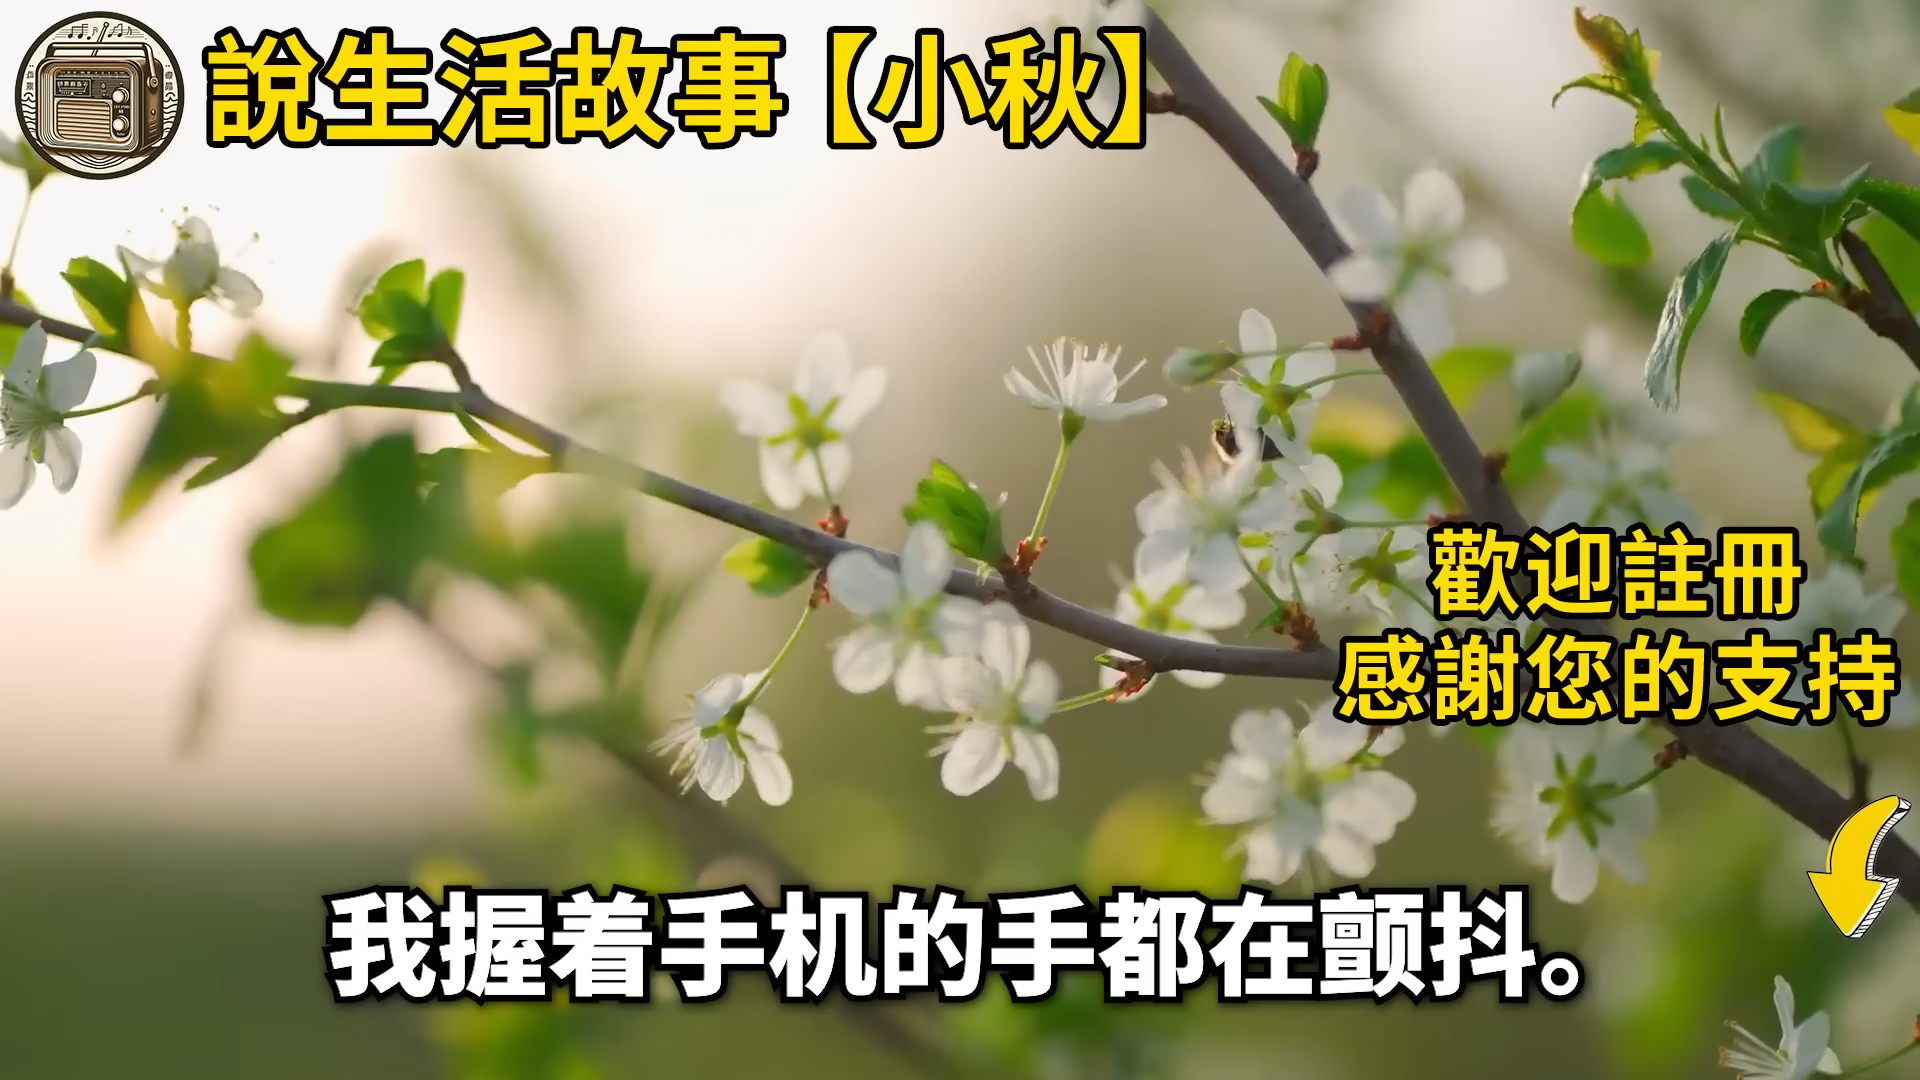 說生活故事【小秋】
歡迎註冊
感謝您的支持
我握着手机的手都在颤抖。